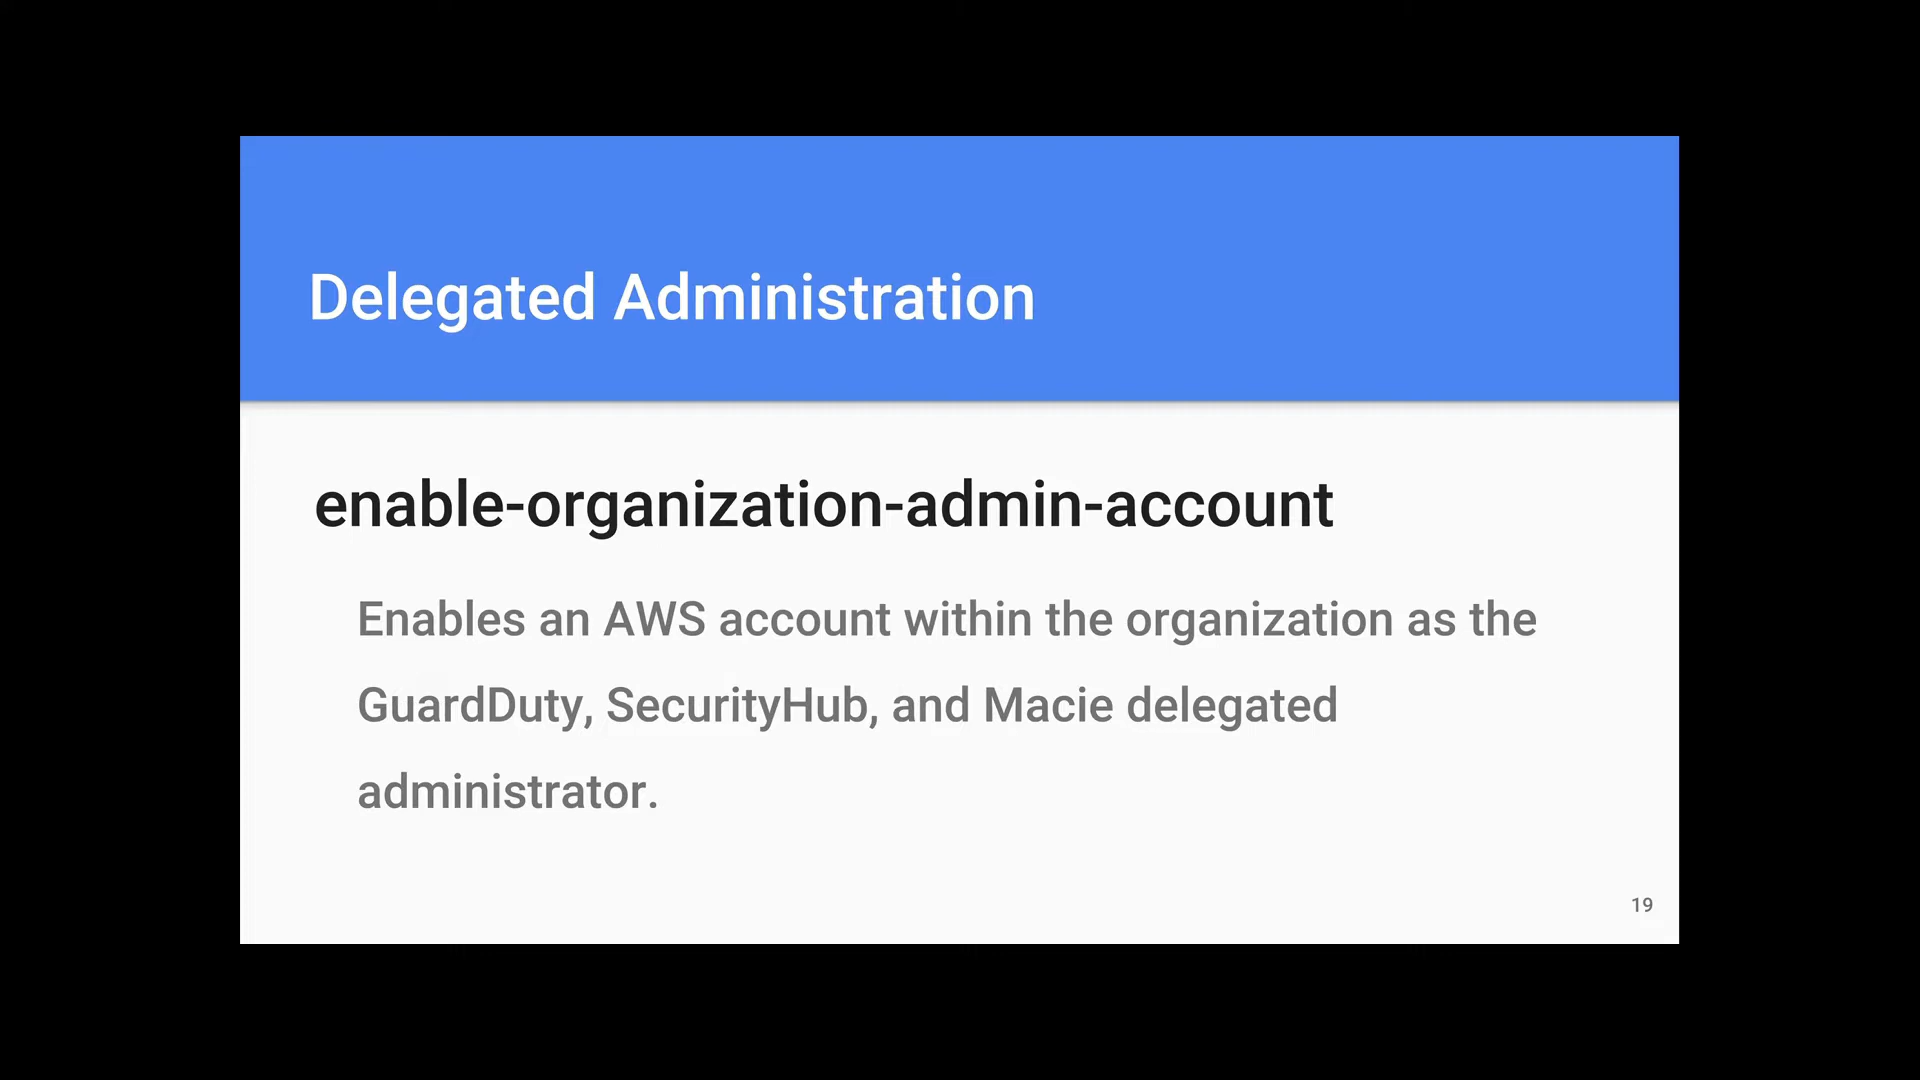 Delegated Administration
enable-organization-admin-account
Enables an AWS account within the organization as the
GuardDuty, SecurityHub, and Macie delegated
administrator.
19